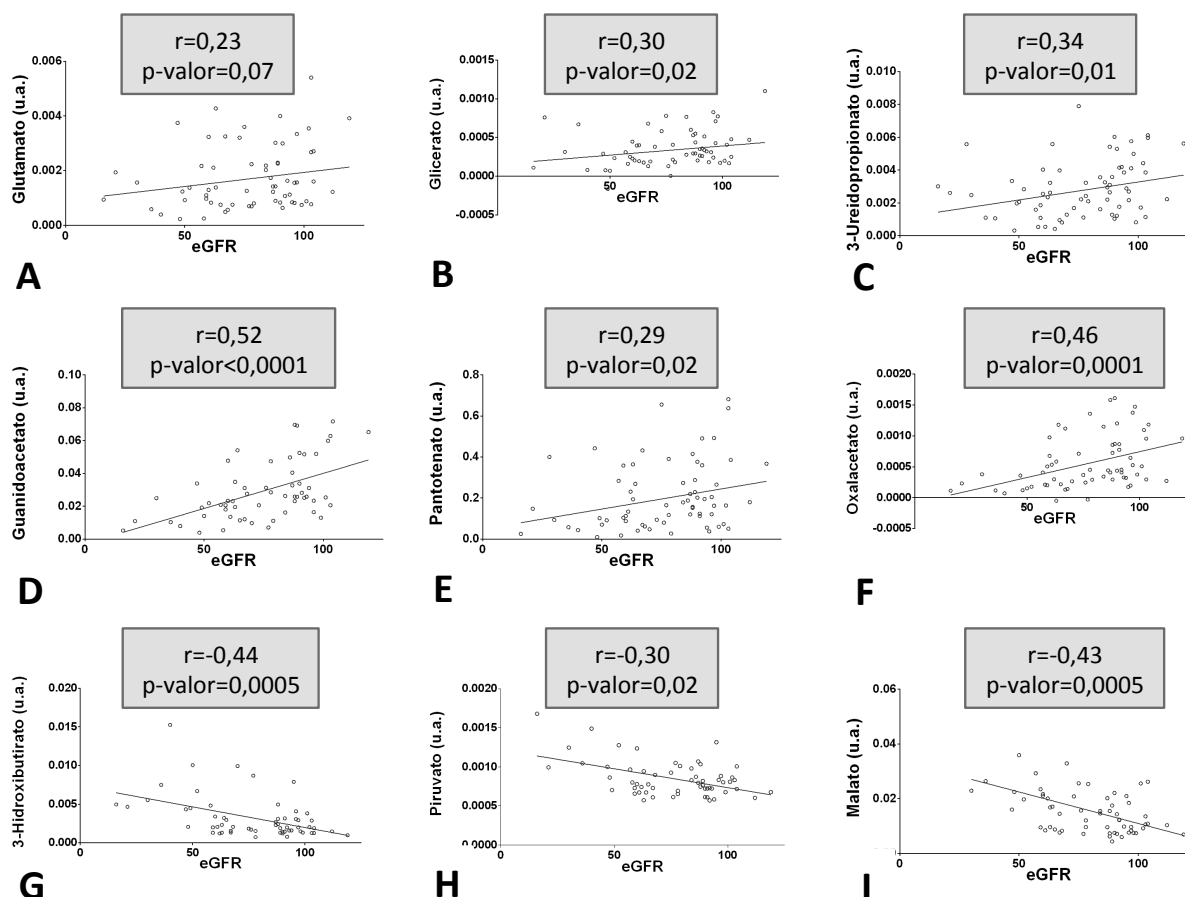 r=0,23
p-valor=0,07
Glutamato (u.a.)
0.006
0.004
0.002
0.000
0
50
100
eGFR
A
r=0,30
p-valor=0,02
Glicerato (u.a.)
0.0015
0.0010
0.0005
0.0000
-0.0005
50
100
eGFR
B
r=0,34
p-valor=0,01
3-Ureidopropionato (u.a.)
0.010
0.008
0.006
0.004
0.002
0.000
0
50
100
eGFR
C
r=0,52
p-valor<0,0001
Guanidoacetato (u.a.)
0.10
0.08
0.06
0.04
0.02
0.00
0
50
100
eGFR
D
r=0,29
p-valor=0,02
Pantotenato (u.a.)
0.8
0.6
0.4
0.2
0.0
0
50
100
eGFR
E
r=0,46
p-valor=0,0001
Oxalacetato (u.a.)
0.0020
0.0015
0.0010
0.0005
0.0000
-0.0005
50
100
eGFR
F
r=-0,44
p-valor=0,0005
3-Hidroxibutirato (u.a.)
0.020
0.015
0.010
0.005
0.000
0
50
100
eGFR
G
r=-0,30
p-valor=0,02
Piruvato (u.a.)
0.0020
0.0015
0.0010
0.0005
0.0000
0
50
100
eGFR
H
r=-0,43
p-valor=0,0005
Malato (u.a.)
0.06
0.04
0.02
0
50
100
eGFR
I